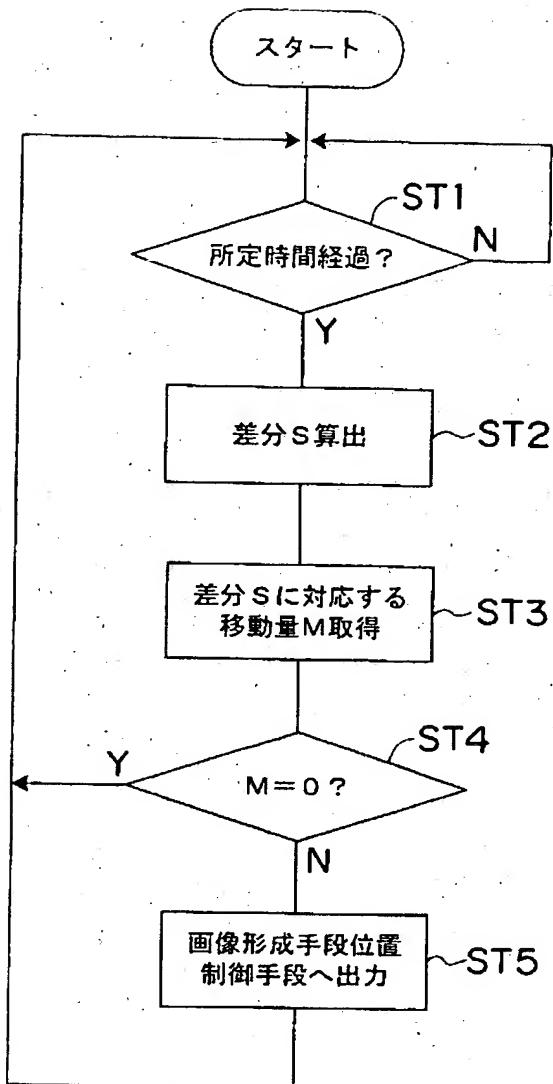 スタート
ST1
所定時間経過？
N
Y
差分S算出
ST2
差分Sに対応する
移動量M取得
ST3
ST4
Y
M＝0？
N
画像形成手段位置
制御手段へ出力
ST5